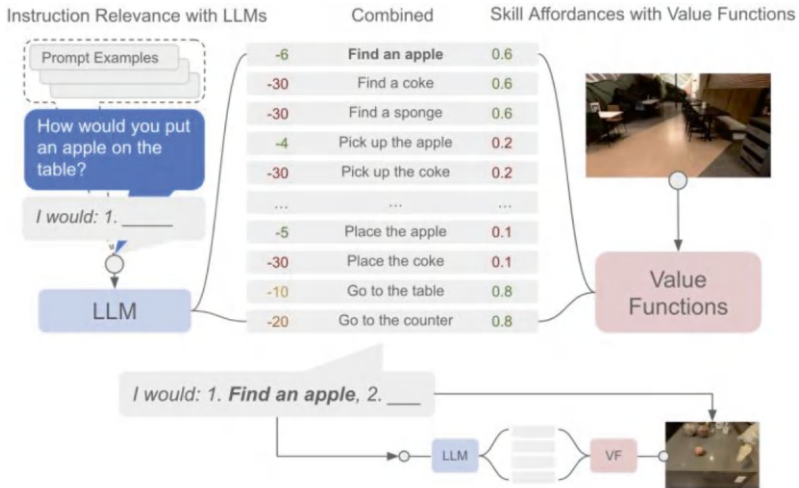 Instruction Relevance with LLMs
Combined
Skill Affordances with Value Functions
Prompt Examples
How would you put
an apple on the
table?
I would: 1. _____
LLM
-6 Find an apple 0.6
-30 Find a coke 0.6
-30 Find a sponge 0.6
-4 Pick up the apple 0.2
-30 Pick up the coke 0.2
... ... ...
-5 Place the apple 0.1
-30 Place the coke 0.1
-10 Go to the table 0.8
-20 Go to the counter 0.8
Value
Functions
I would: 1. Find an apple, 2. ___
LLM
VF